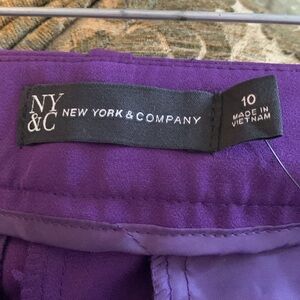 NY
&C
NEW YORK & COMPANY
10
MADE IN
VIETNAM